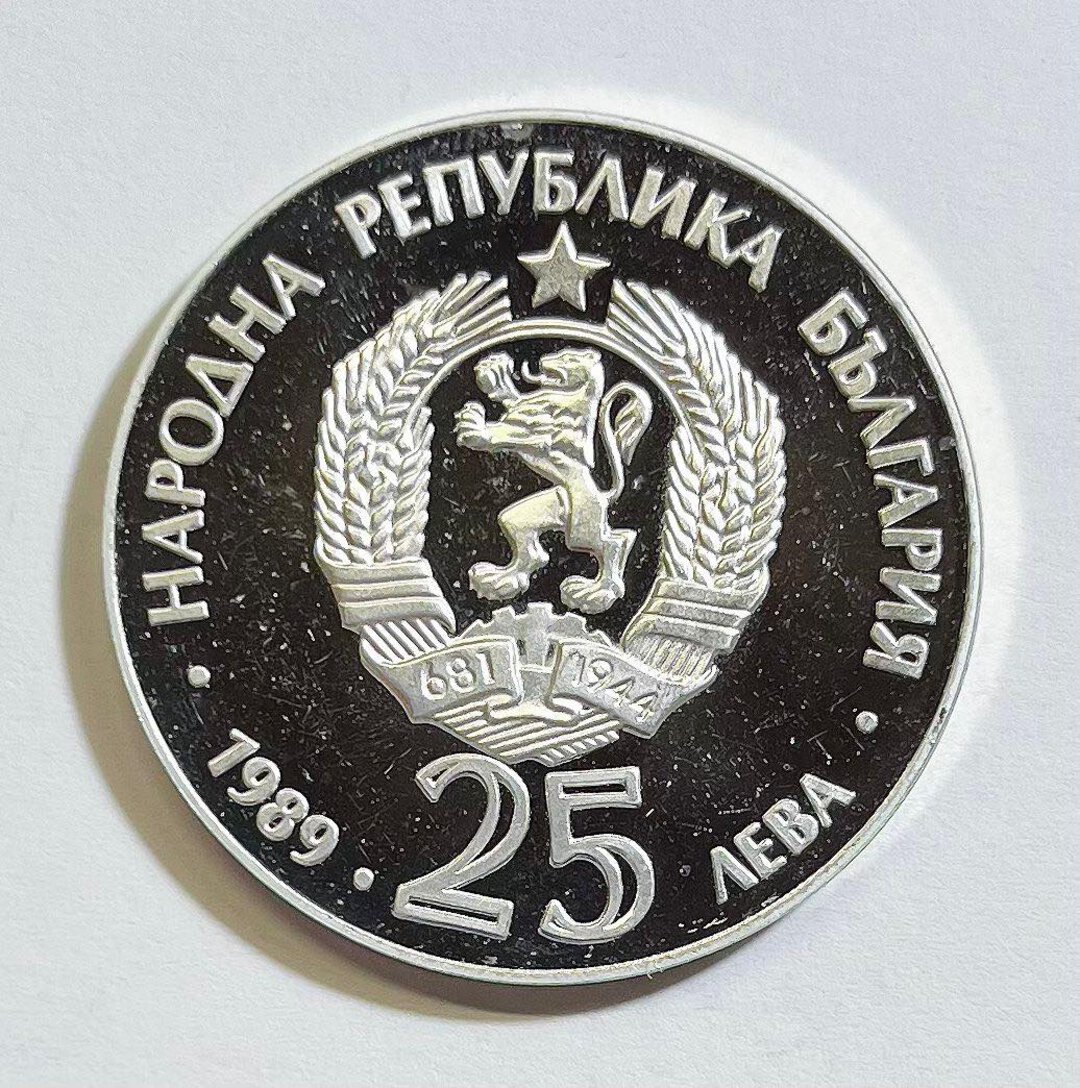 · НАРОДНА РЕПУБЛИКА БЪЛГАРИЯ ·
681 1944
1989 · 25 ЛЕВА